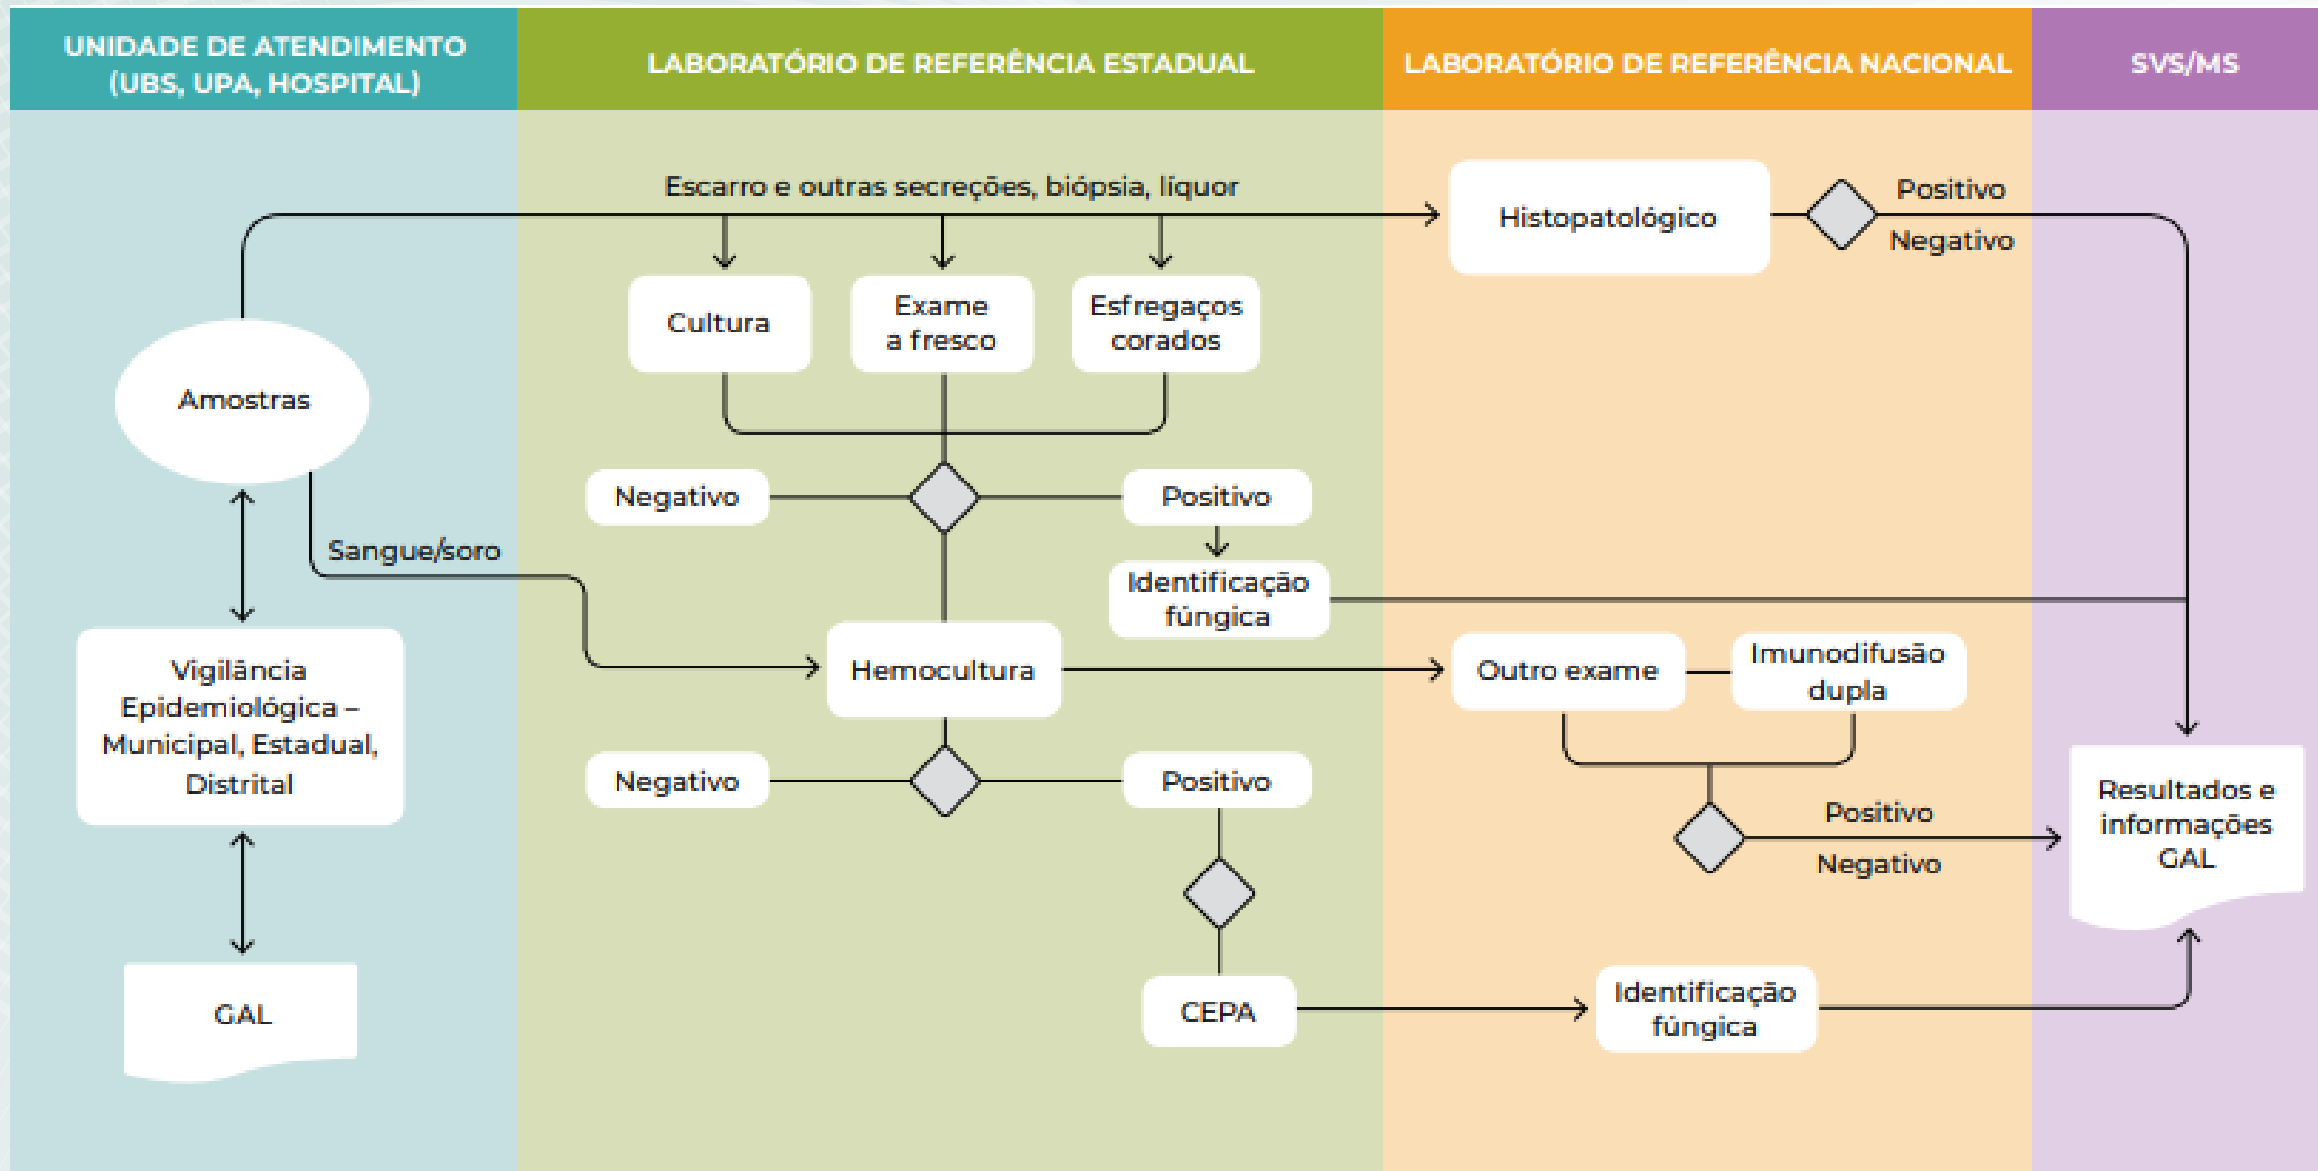 UNIDADE DE ATENDIMENTO
(UBS, UPA, HOSPITAL)
LABORATÓRIO DE REFERÊNCIA ESTADUAL
LABORATÓRIO DE REFERÊNCIA NACIONAL
SVS/MS
Escarro e outras secreções, biópsia, líquor
Histopatológico
Positivo
Negativo
Cultura
Exame
a fresco
Esfregaços
corados
Amostras
Negativo
Positivo
Sangue/soro
Identificação
fúngica
Vigilância
Epidemiológica –
Municipal, Estadual,
Distrital
Hemocultura
Outro exame
Imunodifusão
dupla
Negativo
Positivo
Positivo
Negativo
Resultados e
informações
GAL
GAL
CEPA
Identificação
fúngica